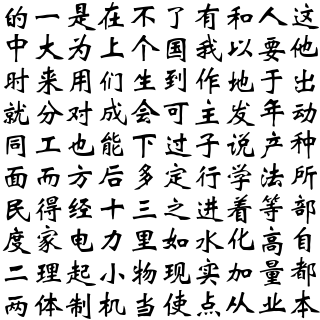 的一是在不了有和人这
中大为上个国我以要他
时来用们生到作地于出
就分对成会可主发年动
同工也能下过子说产种
面而方后多定行学法所
民得经十三之进着等部
度家电力里如水化高自
二理起小物现实加量都
两体制机当使点从业本